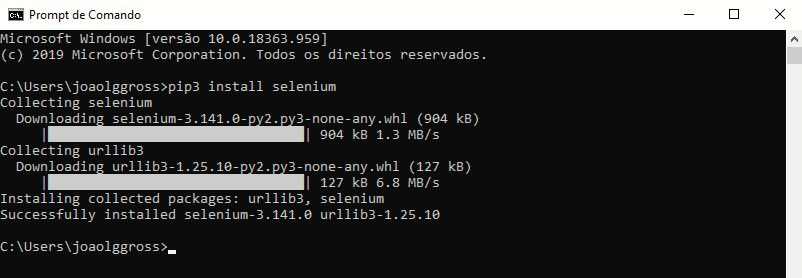 Prompt de Comando
Microsoft Windows [versão 10.0.18363.959]
(c) 2019 Microsoft Corporation. Todos os direitos reservados.
C:\Users\joaolggross>pip3 install selenium
Collecting selenium
  Downloading selenium-3.141.0-py2.py3-none-any.whl (904 kB)
     |████████████████████████████████| 904 kB 1.3 MB/s
Collecting urllib3
  Downloading urllib3-1.25.10-py2.py3-none-any.whl (127 kB)
     |████████████████████████████████| 127 kB 6.8 MB/s
Installing collected packages: urllib3, selenium
Successfully installed selenium-3.141.0 urllib3-1.25.10
C:\Users\joaolggross>